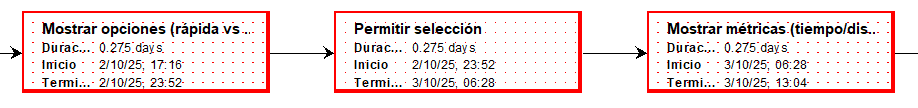 Mostrar opciones (rápida vs ...
Durac... 0.275 days
Inicio 2/10/25, 17:16
Termi... 2/10/25, 23:52
Permitir selección
Durac... 0.275 days
Inicio 2/10/25, 23:52
Termi... 3/10/25, 06:28
Mostrar métricas (tiempo/dis...
Durac... 0.275 days
Inicio 3/10/25, 06:28
Termi... 3/10/25, 13:04